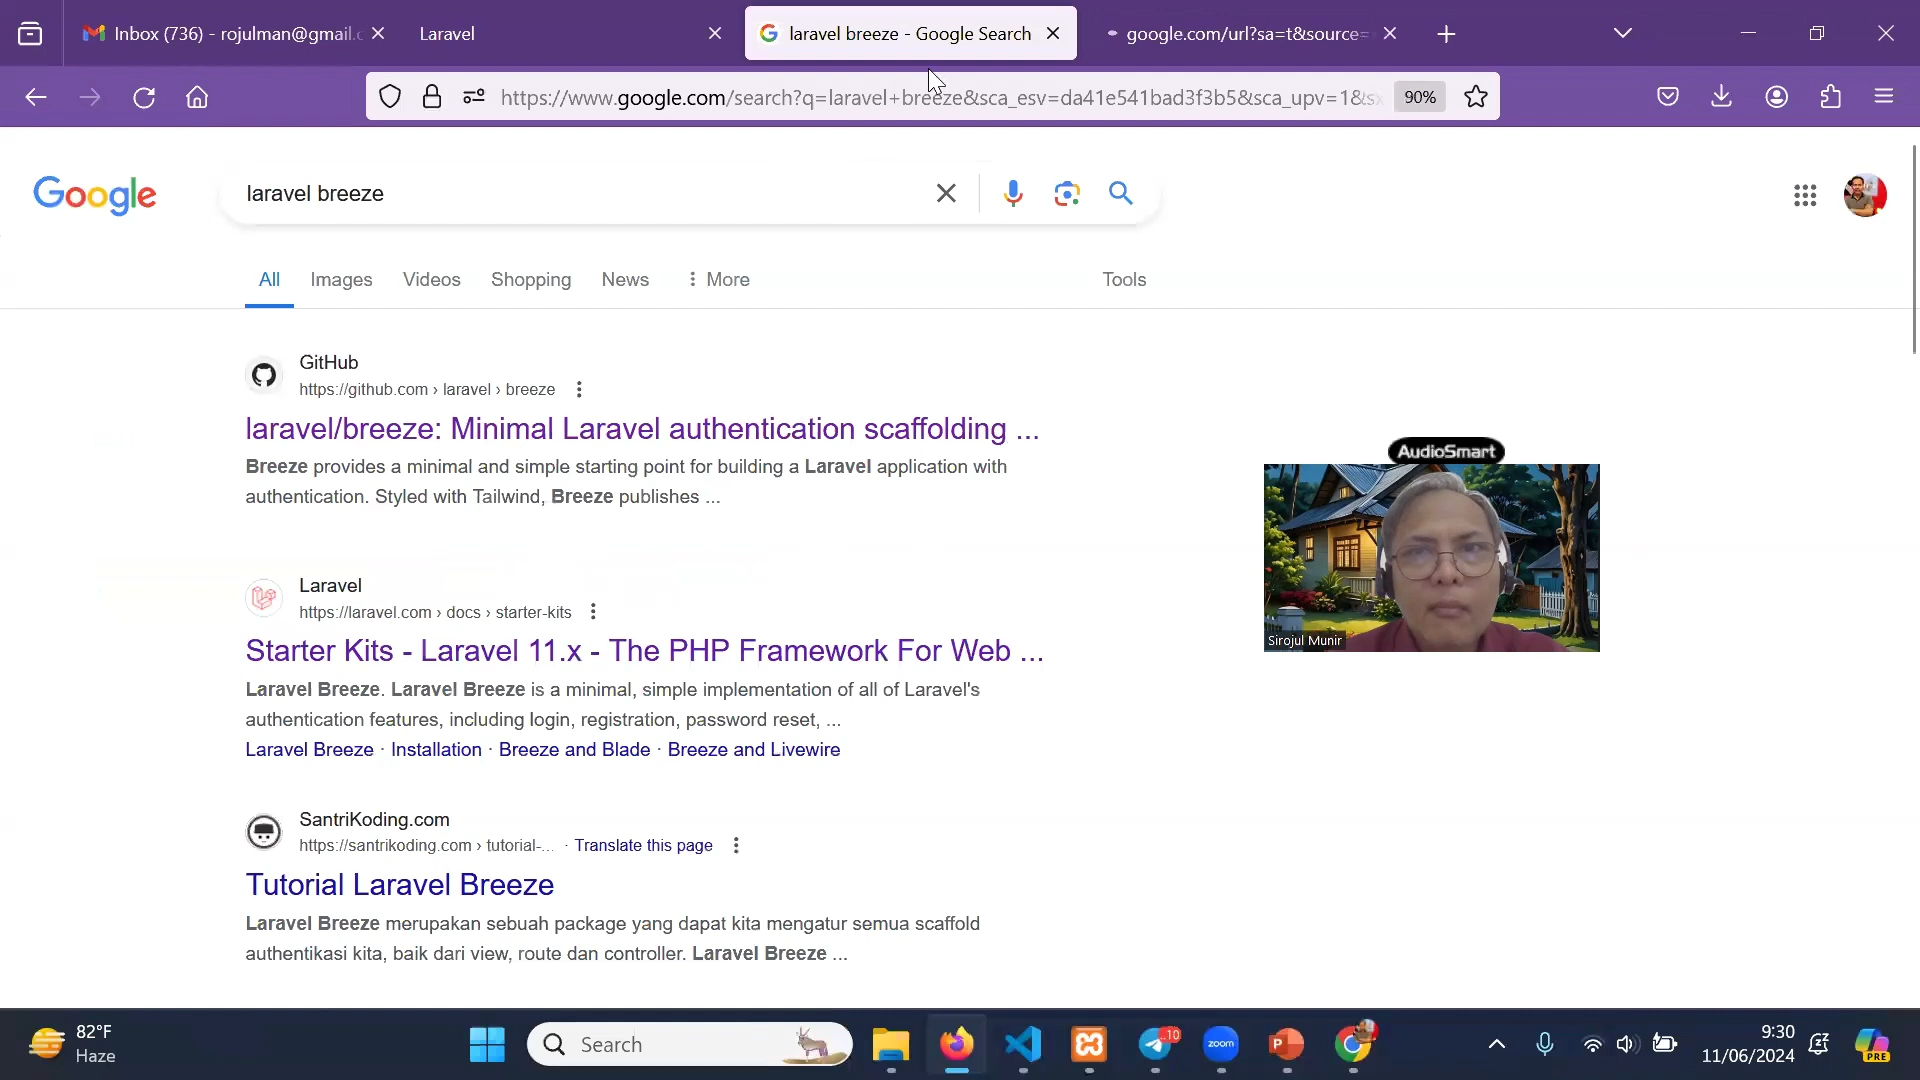 Inbox (736) - rojulman@gmail.c
Laravel
laravel breeze - Google Search
google.com/url?sa=t&source=
https://www.google.com/search?q=laravel+breeze&sca_esv=da41e541bad3f3b5&sca_upv=1&sx
90%
Google
laravel breeze
All
Images
Videos
Shopping
News
More
Tools
GitHub
https://github.com › laravel › breeze
laravel/breeze: Minimal Laravel authentication scaffolding ...
Breeze provides a minimal and simple starting point for building a Laravel application with
authentication. Styled with Tailwind, Breeze publishes ...
AudioSmart
Sirojul Munir
Laravel
https://laravel.com › docs › starter-kits
Starter Kits - Laravel 11.x - The PHP Framework For Web ...
Laravel Breeze. Laravel Breeze is a minimal, simple implementation of all of Laravel's
authentication features, including login, registration, password reset, ...
Laravel Breeze · Installation · Breeze and Blade · Breeze and Livewire
SantriKoding.com
https://santrikoding.com › tutorial-... · Translate this page
Tutorial Laravel Breeze
Laravel Breeze merupakan sebuah package yang dapat kita mengatur semua scaffold
authentikasi kita, baik dari view, route dan controller. Laravel Breeze ...
82°F
Haze
Search
10
zoom
9:30
11/06/2024
PRE